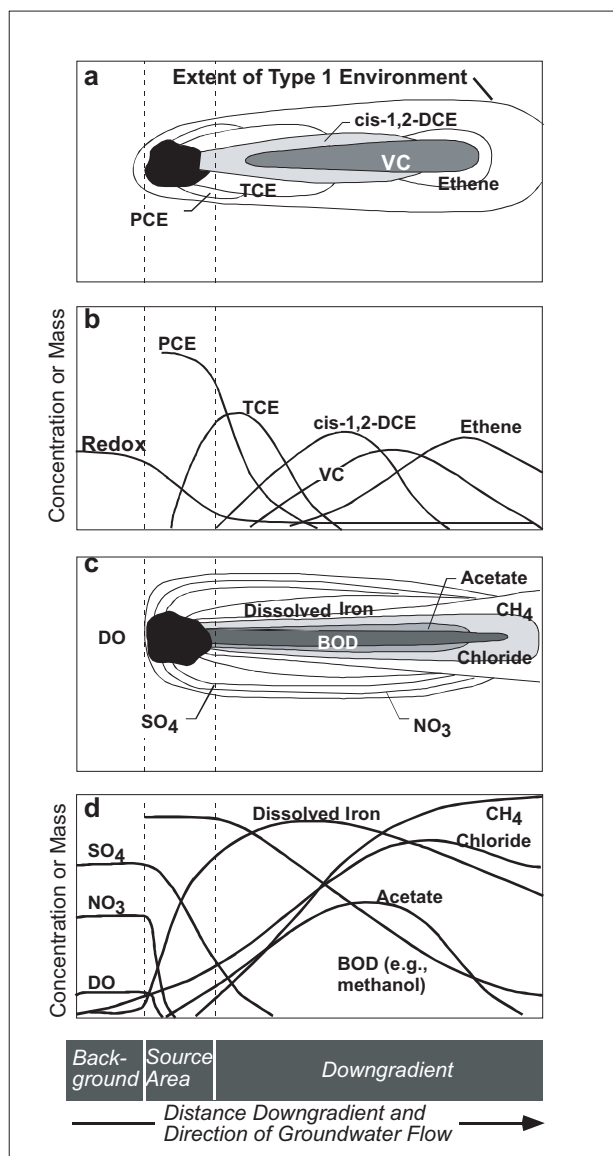 a
Extent of Type 1 Environment
cis-1,2-DCE
VC
Ethene
TCE
PCE
b
Concentration or Mass
PCE
TCE
cis-1,2-DCE
Ethene
Redox
VC
c
Acetate
Dissolved Iron
CH4
DO
BOD
Chloride
SO4
NO3
d
Concentration or Mass
Dissolved Iron
CH4
Chloride
SO4
Acetate
NO3
BOD (e.g.,
methanol)
DO
Back-
ground
Source
Area
Downgradient
Distance Downgradient and
Direction of Groundwater Flow